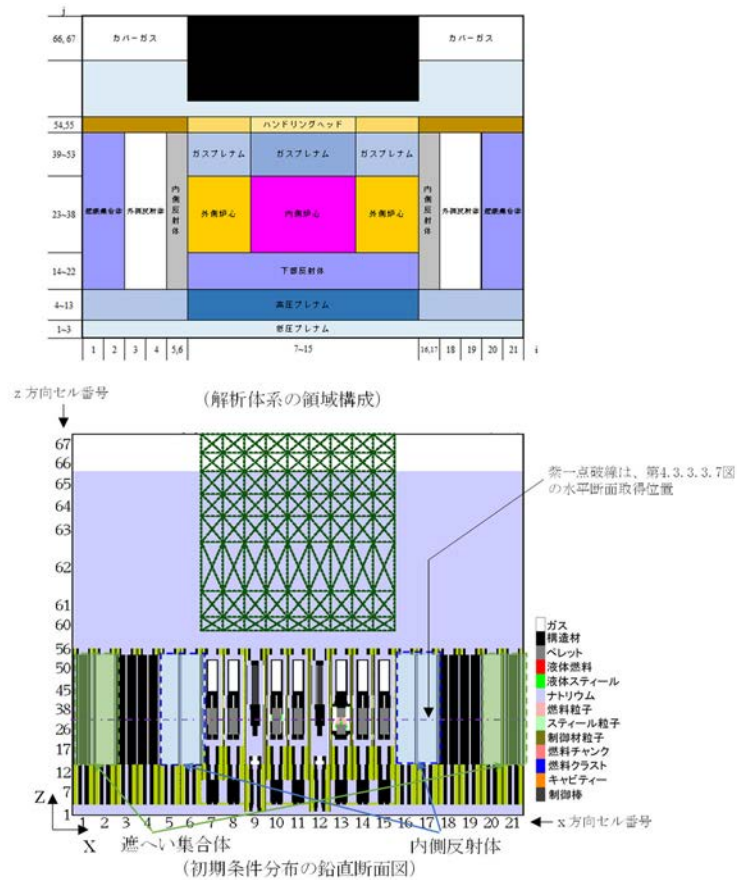 j
66, 67
カバーガス
カバーガス
54,55
ハンドリングヘッド
39~53
ガスプレナム
ガスプレナム
ガスプレナム
23~38
遮蔽集合体
外側反射体
内側反射体
外側炉心
内側炉心
外側炉心
内側反射体
外側反射体
遮蔽集合体
14~22
下部反射体
4~13
高圧プレナム
1~3
低圧プレナム
1 2 3 4 5,6 7~15 16,17 18 19 20 21 i
(解析体系の領域構成)
z 方向セル番号
67
66
65
64
63
62
61
60
56
50
45
38
26
17
12
7
1
紫一点破線は、第4.3.3.3.7図
の水平断面取得位置
ガス
構造材
ペレット
液体燃料
液体スティール
ナトリウム
燃料粒子
スティール粒子
制御材粒子
燃料チャンク
燃料クラスト
キャビティー
制御棒
Z
X
1 2 3 4 5 6 7 8 9 10 11 12 13 14 15 16 17 18 19 20 21
x方向セル番号
遮へい集合体
内側反射体
(初期条件分布の鉛直断面図)